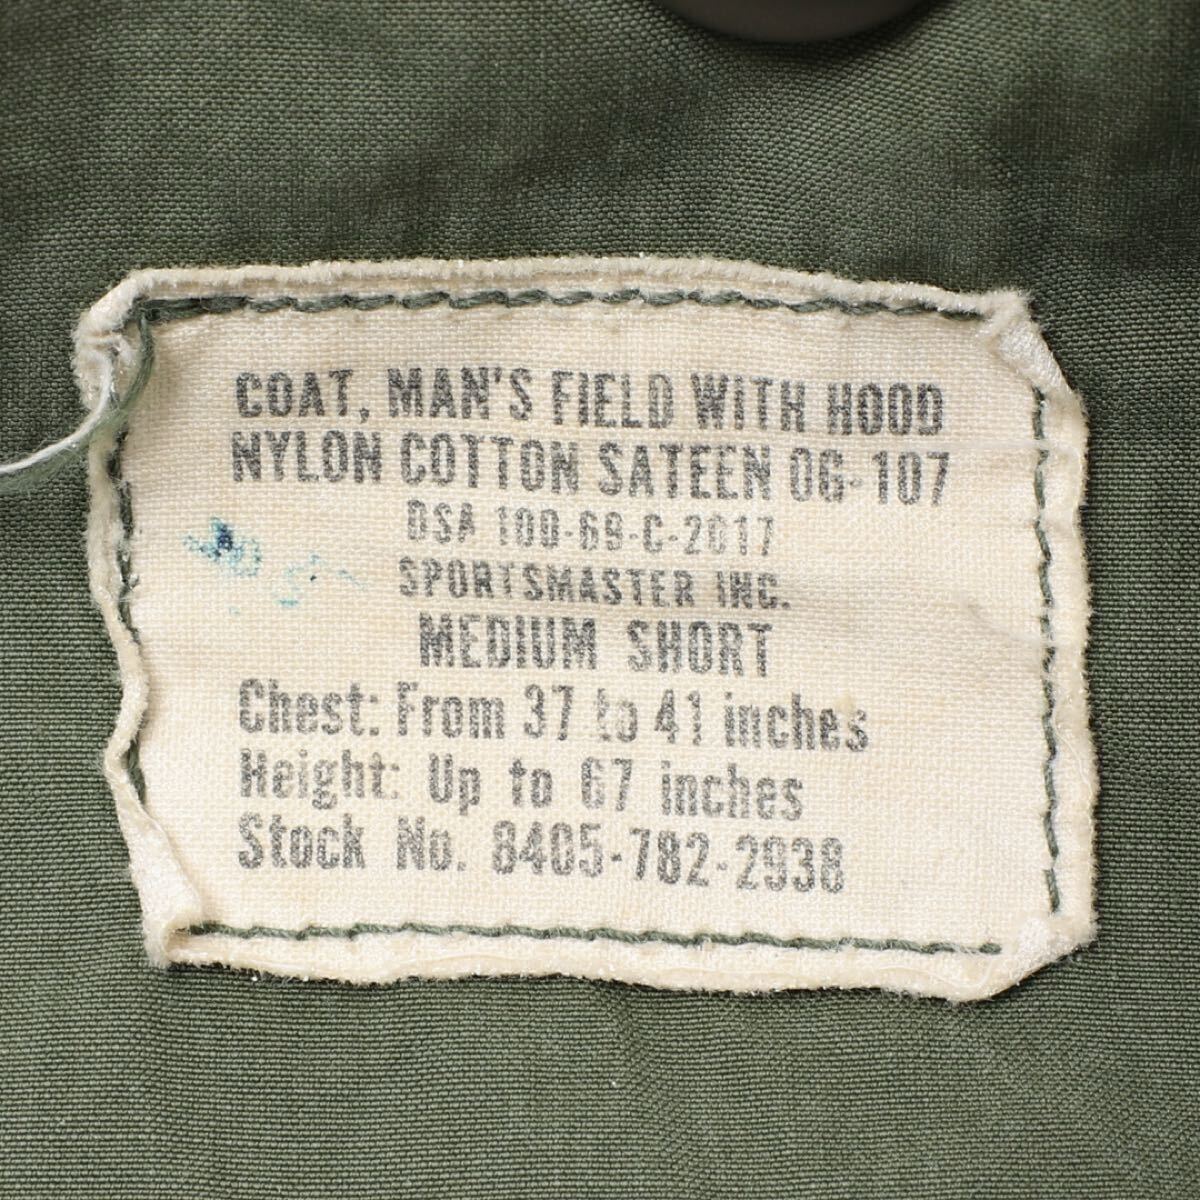 COAT, MAN'S FIELD WITH HOOD
NYLON COTTON SATEEN OG-107
DSA 100-69-C-2017
SPORTSMASTER INC.
MEDIUM SHORT
Chest: From 37 to 41 inches
Height: Up to 67 inches
Stock No. 8405-782-2938